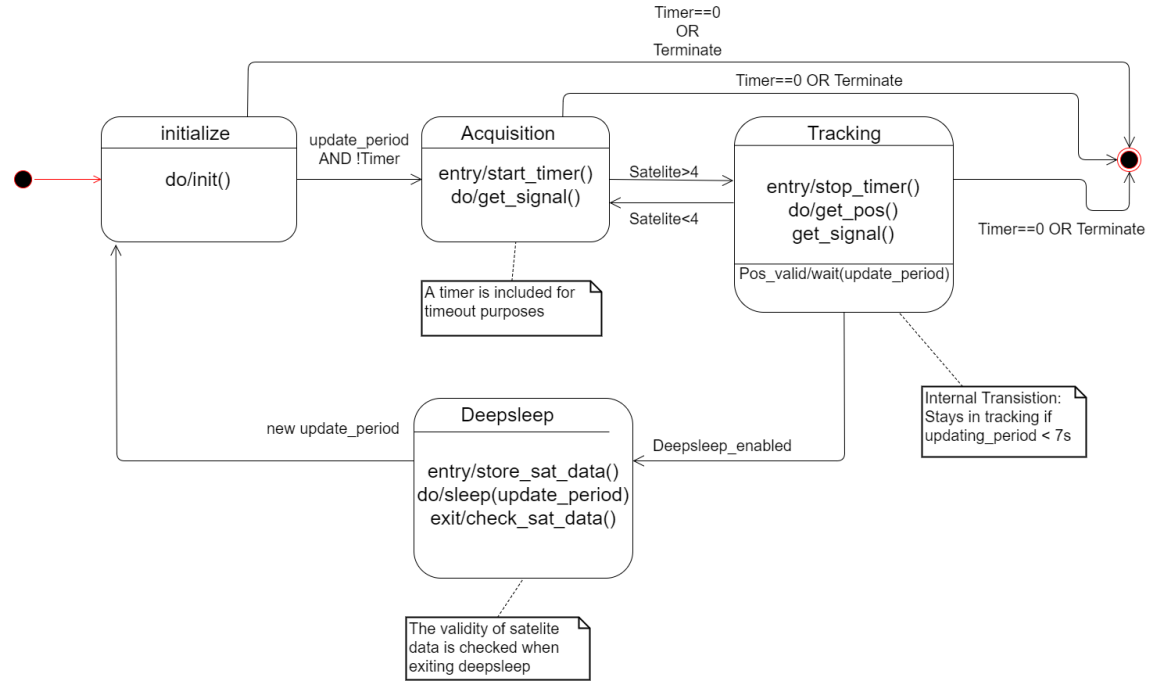 Timer==0
OR
Terminate
Timer==0 OR Terminate
initialize
do/init()
update_period
AND !Timer
Acquisition
entry/start_timer()
do/get_signal()
Satelite>4
Satelite<4
Tracking
entry/stop_timer()
do/get_pos()
get_signal()
Pos_valid/wait(update_period)
Timer==0 OR Terminate
A timer is included for
timeout purposes
Internal Transistion:
Stays in tracking if
updating_period < 7s
new update_period
Deepsleep
entry/store_sat_data()
do/sleep(update_period)
exit/check_sat_data()
Deepsleep_enabled
The validity of satelite
data is checked when
exiting deepsleep